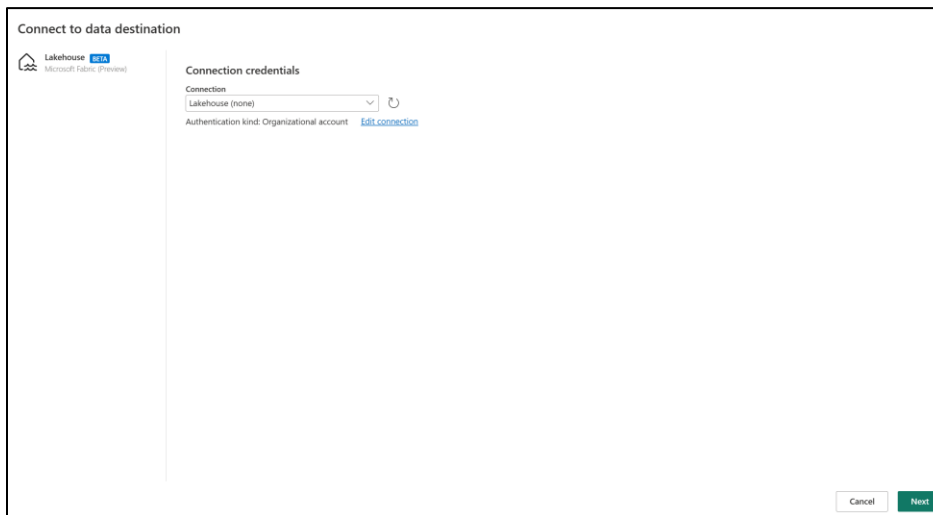 Connect to data destination
Lakehouse BETA
Microsoft Fabric (Preview)
Connection credentials
Connection
Lakehouse (none)
Authentication kind: Organizational account Edit connection
Cancel Next